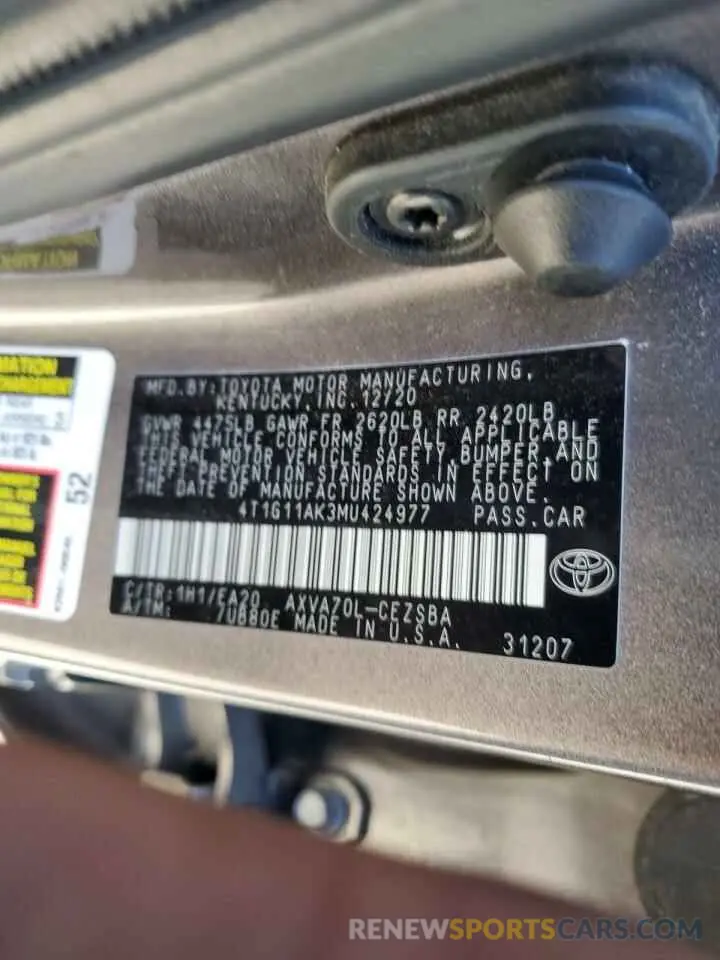 MATION
52
MFD. BY: TOYOTA MOTOR MANUFACTURING,
KENTUCKY, INC. 12/20
GVWR 4475LB GAWR FR 2620LB RR 2420LB
THIS VEHICLE CONFORMS TO ALL APPLICABLE
FEDERAL MOTOR VEHICLE SAFETY, BUMPER, AND
THEFT PREVENTION STANDARDS IN EFFECT ON
THE DATE OF MANUFACTURE SHOWN ABOVE.
4T1G11AK3MU424977 PASS.CAR
C/TR:1H1/EA20 AXVA70L-CEZSBA
A/TM: 7UB80E MADE IN U.S.A.
31207
RENEWSPORTSCARS.COM